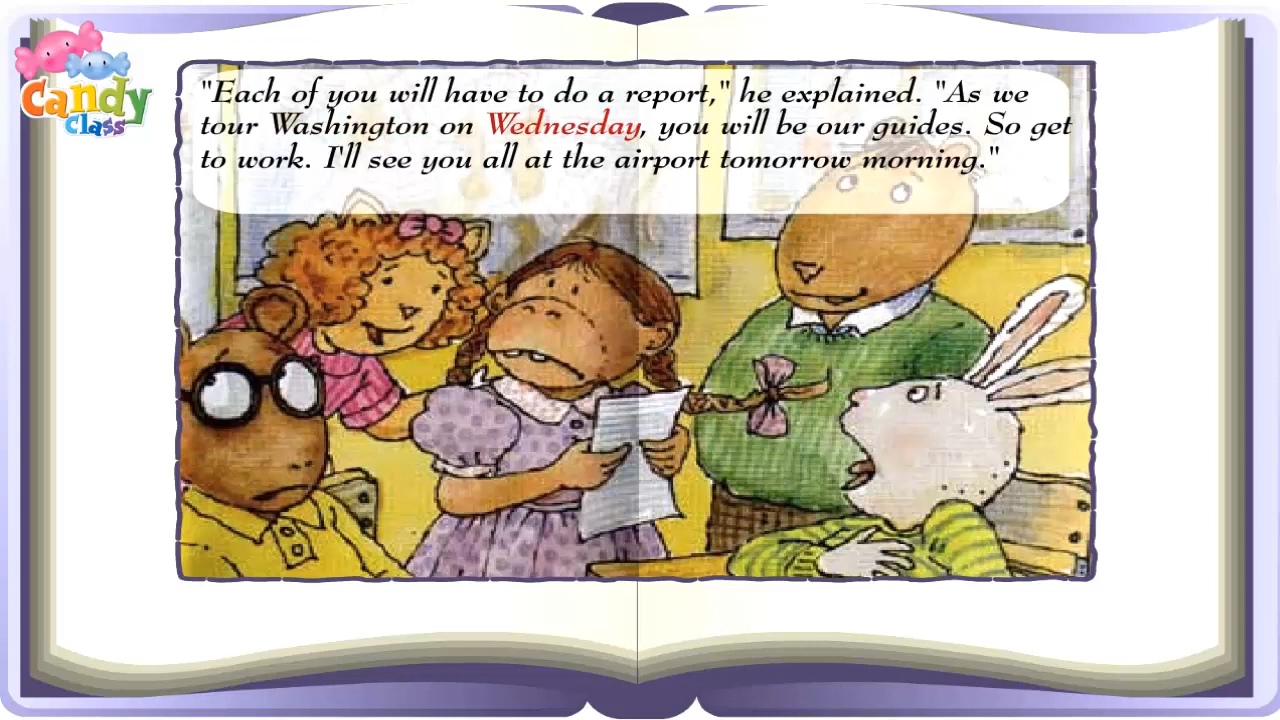 Candy
Class
"Each of you will have to do a report," he explained. "As we
tour Washington on Wednesday, you will be our guides. So get
to work. I'll see you all at the airport tomorrow morning."